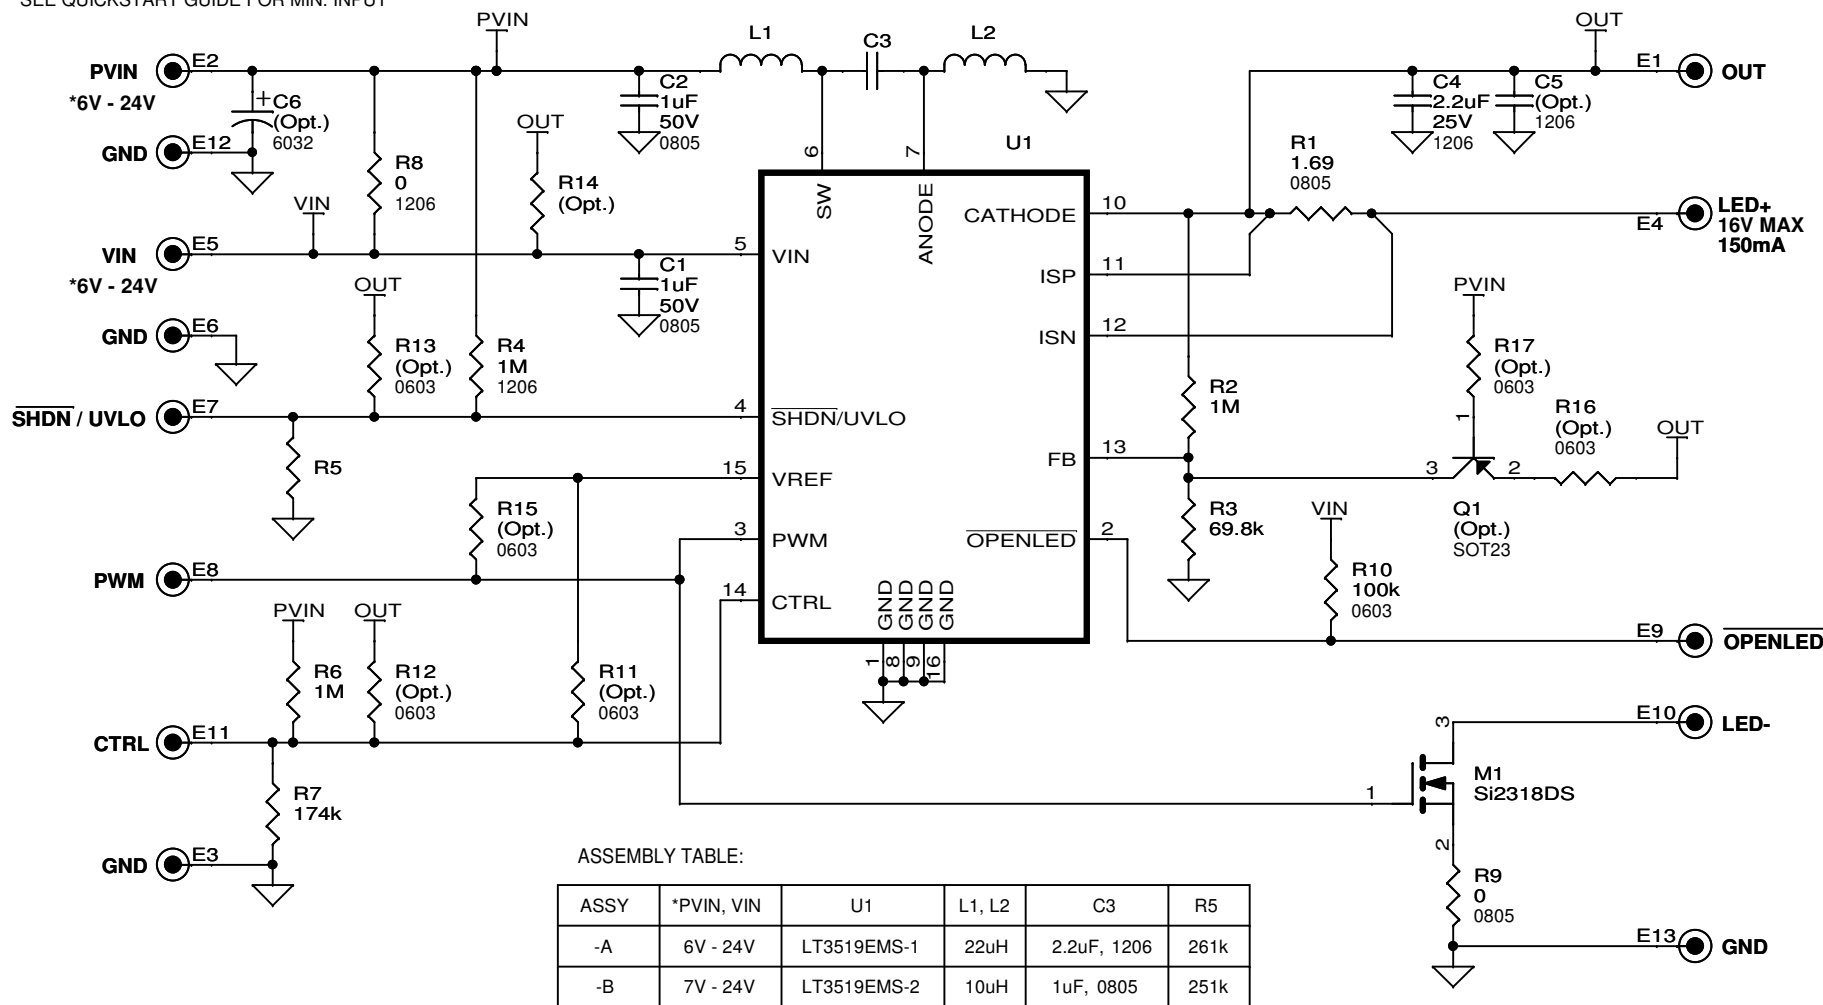 SEE QUICKSTART GUIDE FOR MIN. INPUT
PVIN
*6V - 24V
E2
+
C6
(Opt.)
6032
GND
E12
R8
0
1206
PVIN
C2
1uF
50V
0805
L1
C3
L2
OUT
R14
(Opt.)
VIN
VIN
*6V - 24V
E5
C1
1uF
50V
0805
GND
E6
OUT
R13
(Opt.)
0603
R4
1M
1206
SHDN / UVLO
E7
R5
R15
(Opt.)
0603
PWM
E8
PVIN
OUT
R6
1M
R12
(Opt.)
0603
R11
(Opt.)
0603
CTRL
E11
R7
174k
GND
E3
U1
6
SW
7
ANODE
5
VIN
4
SHDN/UVLO
15
VREF
3
PWM
14
CTRL
CATHODE
10
ISP
11
ISN
12
FB
13
OPENLED
2
GND
GND
GND
GND
1
8
9
16
OUT
E1
OUT
C4
2.2uF
25V
1206
C5
(Opt.)
1206
R1
1.69
0805
E4
LED+
16V MAX
150mA
R2
1M
R3
69.8k
PVIN
R17
(Opt.)
0603
1
3
2
Q1
(Opt.)
SOT23
R16
(Opt.)
0603
OUT
VIN
R10
100k
0603
E9
OPENLED
E10
LED-
3
1
2
M1
Si2318DS
R9
0
0805
E13
GND
ASSEMBLY TABLE:
ASSY *PVIN, VIN U1 L1, L2 C3 R5
-A 6V - 24V LT3519EMS-1 22uH 2.2uF, 1206 261k
-B 7V - 24V LT3519EMS-2 10uH 1uF, 0805 251k